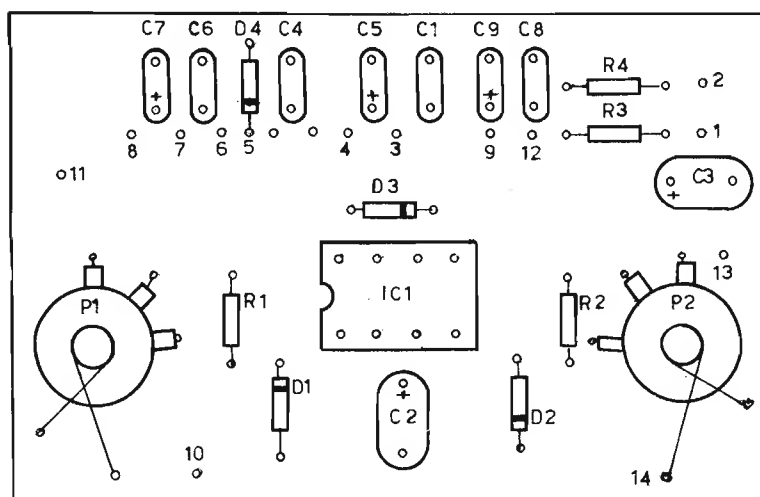 C7 C6 D4 C4 C5 C1 C9 C8
+ + +
R4 2
R3 1
8 7 6 5 4 3 9 12
11
D3
C3
+
13
P1 R1 IC1 R2 P2
D1
+
C2
D2
10
14